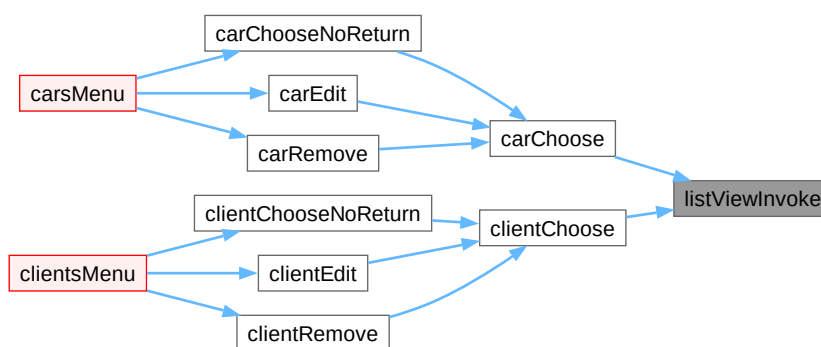 carChooseNoReturn
carsMenu
carEdit
carChoose
carRemove
listViewInvoke
clientChooseNoReturn
clientChoose
clientsMenu
clientEdit
clientRemove